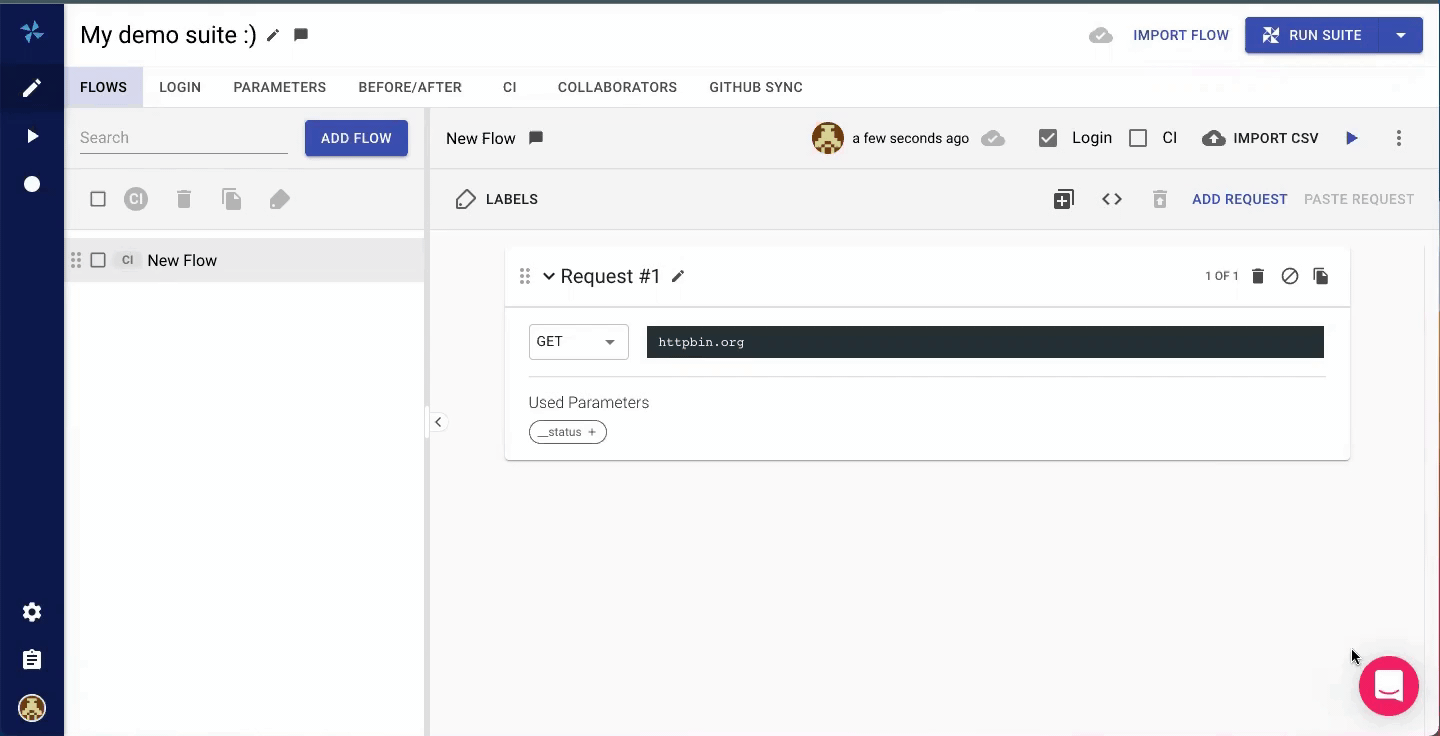 My demo suite :)
IMPORT FLOW
RUN SUITE
FLOWS LOGIN PARAMETERS BEFORE/AFTER CI COLLABORATORS GITHUB SYNC
Search
ADD FLOW
New Flow
a few seconds ago
Login
CI
IMPORT CSV
CI
LABELS
ADD REQUEST
PASTE REQUEST
CI New Flow
Request #1
1 OF 1
GET
httpbin.org
Used Parameters
__status +